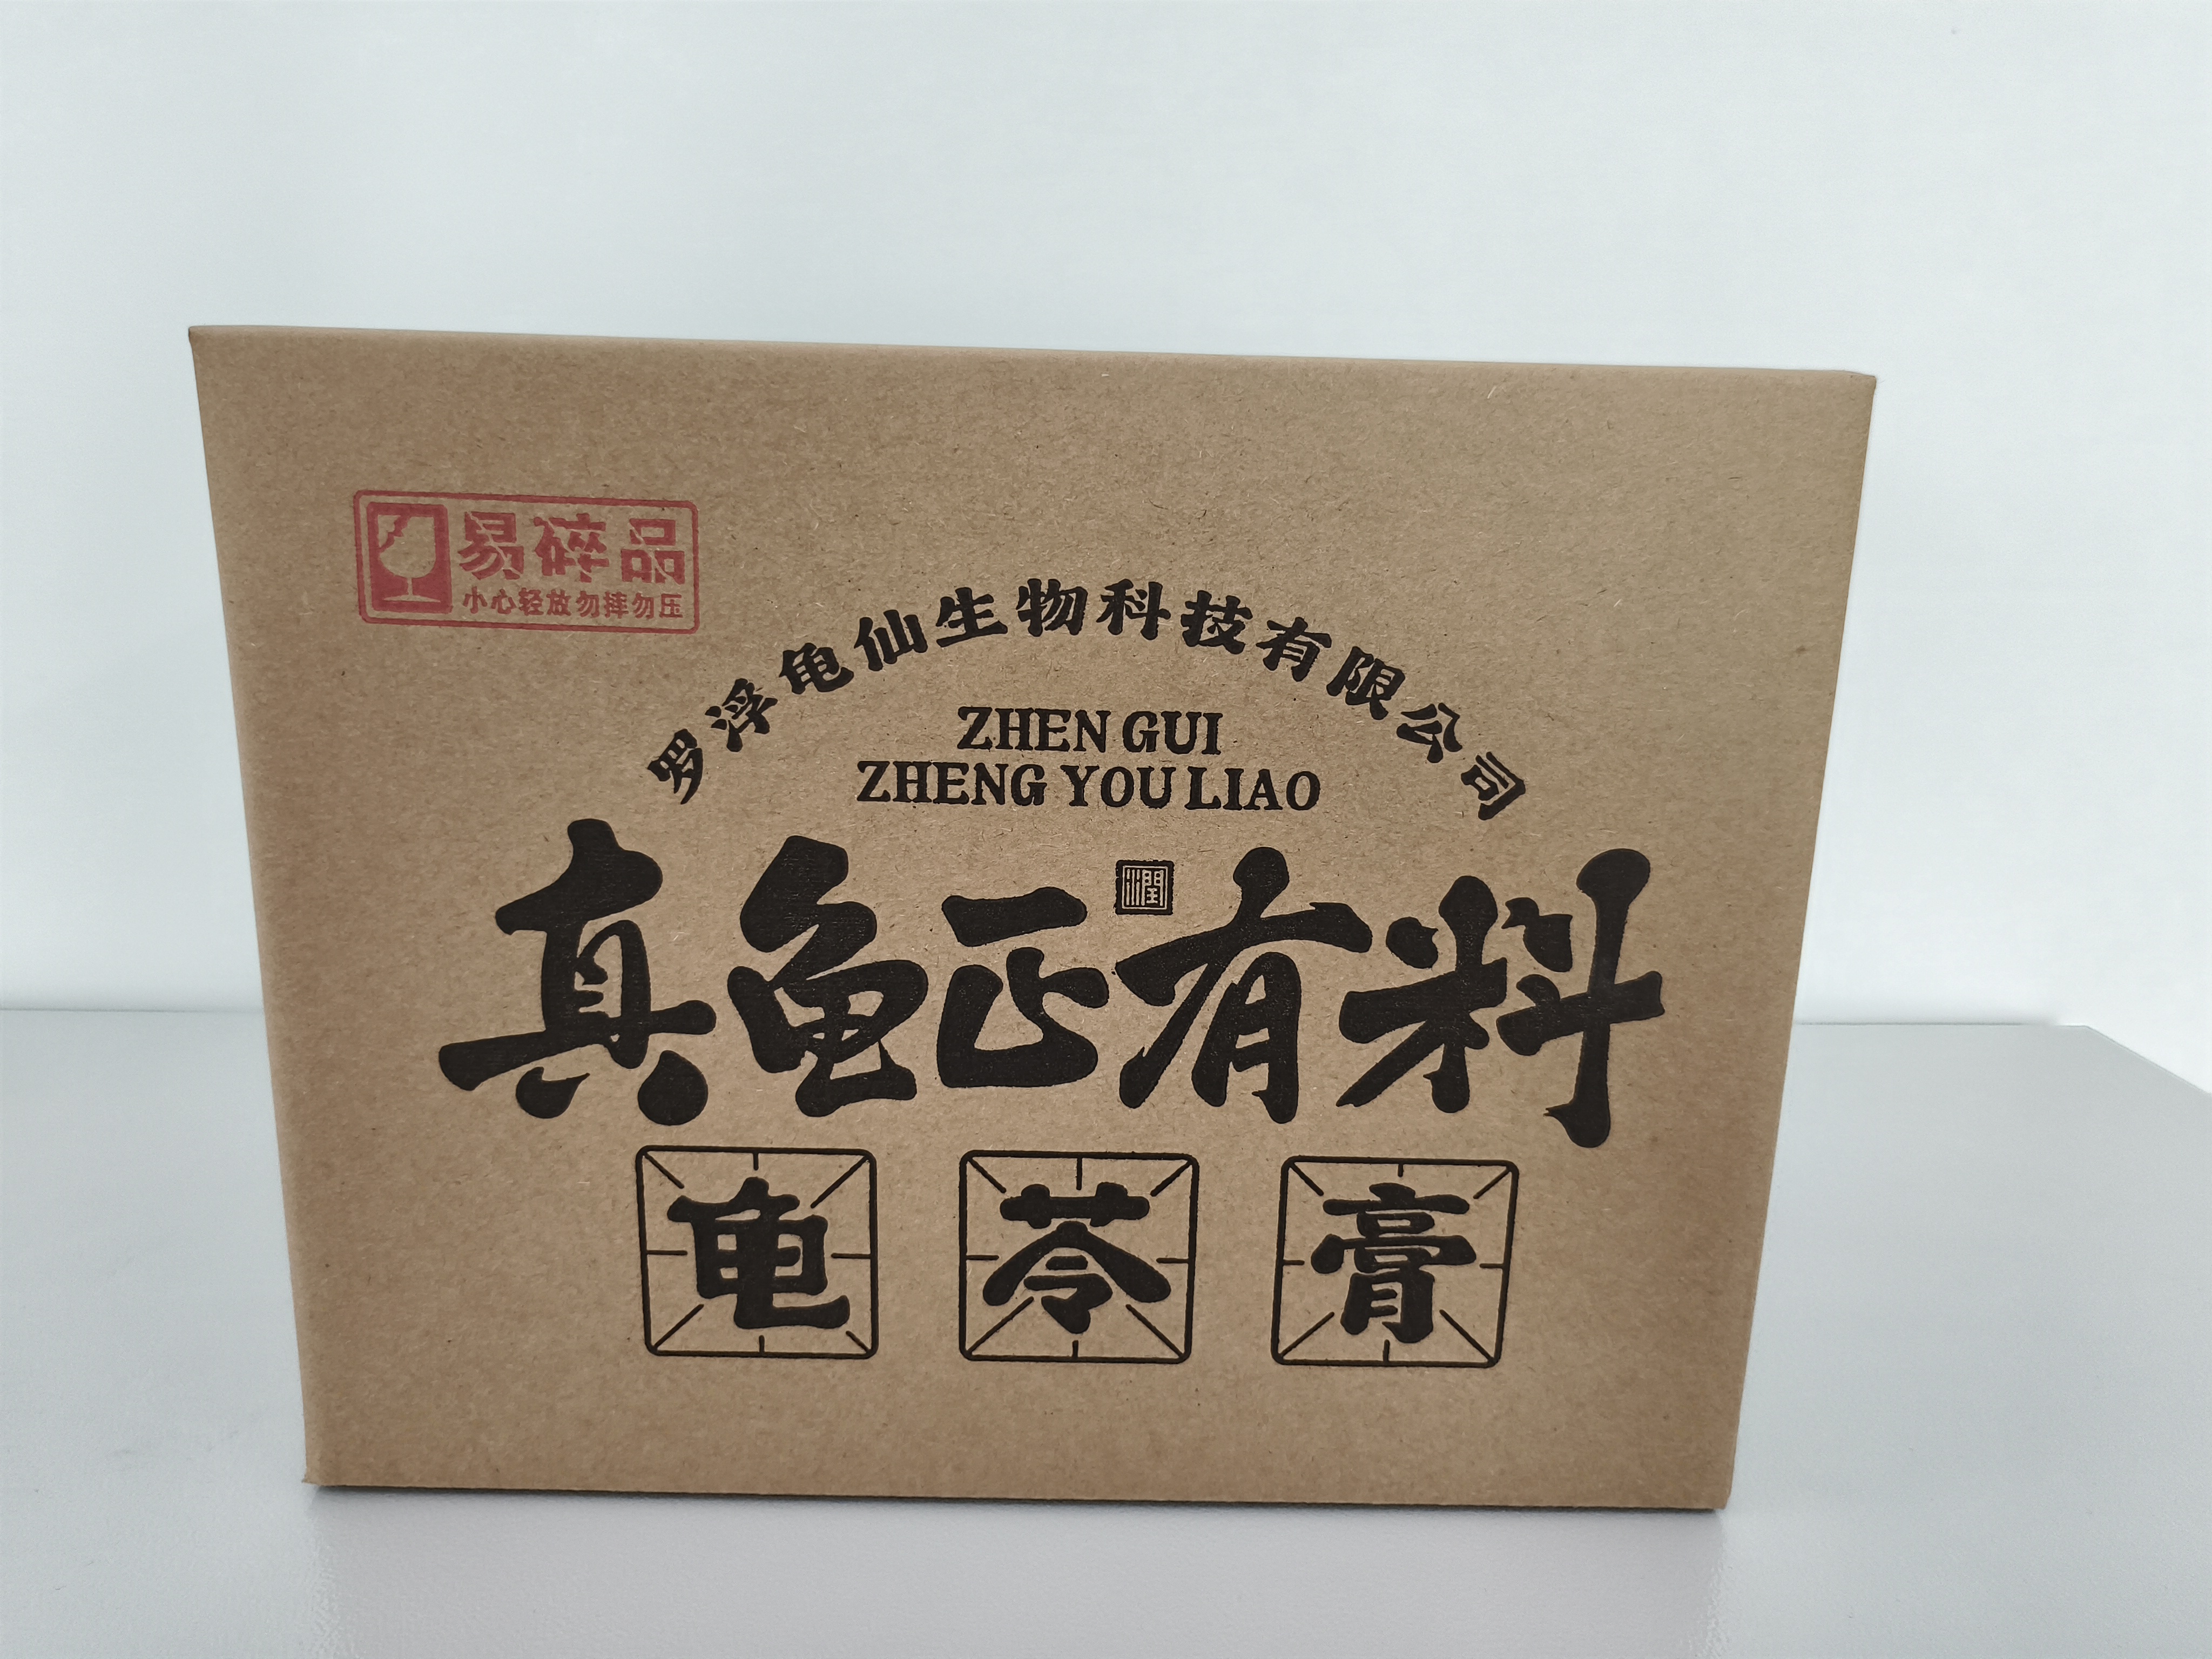 易碎品
小心轻放勿摔勿压
罗浮龟仙生物科技有限公司
ZHEN GUI
ZHENG YOU LIAO
潤
真龟正有料
龟苓膏